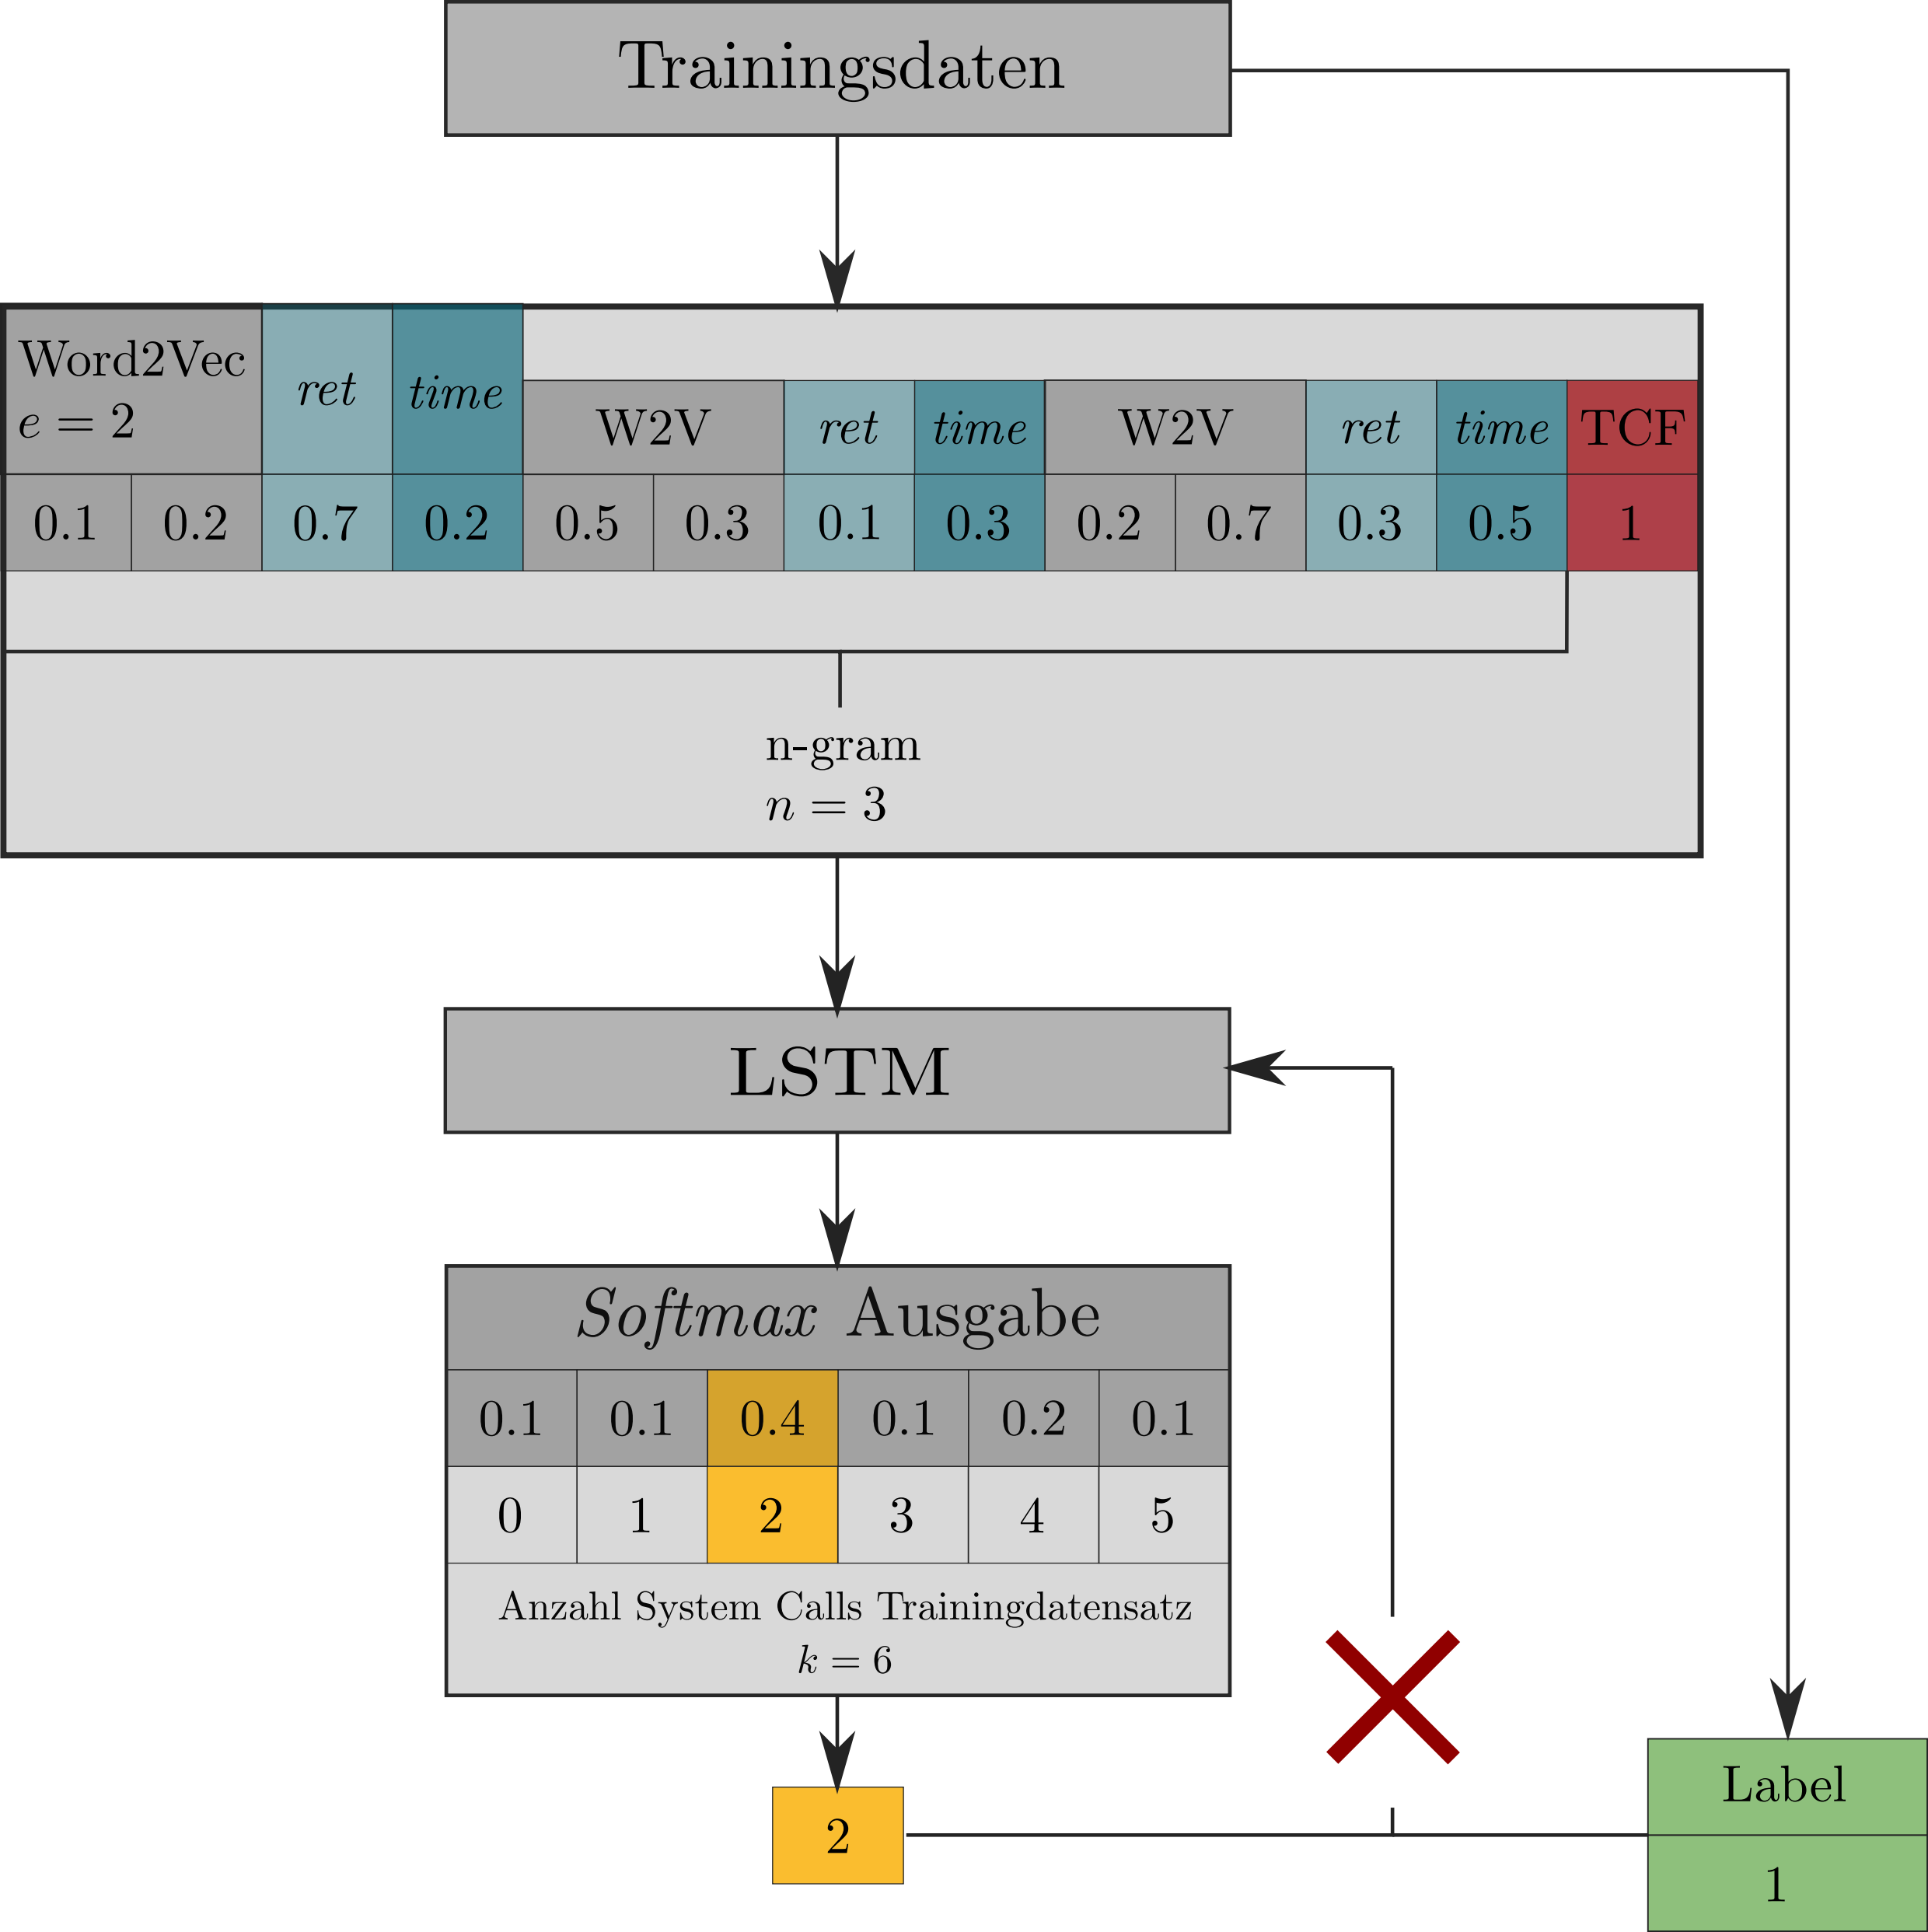 Trainingsdaten
Word2Vec
e = 2
ret
time
W2V
ret
time
W2V
ret
time
TCF
0.1 0.2 0.7 0.2 0.5 0.3 0.1 0.3 0.2 0.7 0.3 0.5 1
n-gram
n = 3
LSTM
Softmax Ausgabe
0.1 0.1 0.4 0.1 0.2 0.1
0 1 2 3 4 5
Anzahl System Calls Trainingdatensatz
k = 6
2
Label
1